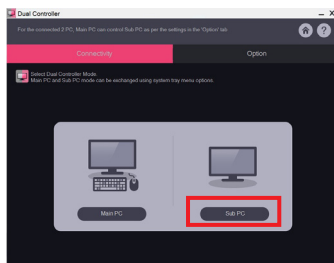 Dual Controller
For the connected 2 PC, Main PC can control Sub PC as per the settings in the 'Option' tab
Connectivity
Option
Select Dual Controller Mode.
Main PC and Sub PC mode can be exchanged using system tray menu options.
Main PC
Sub PC